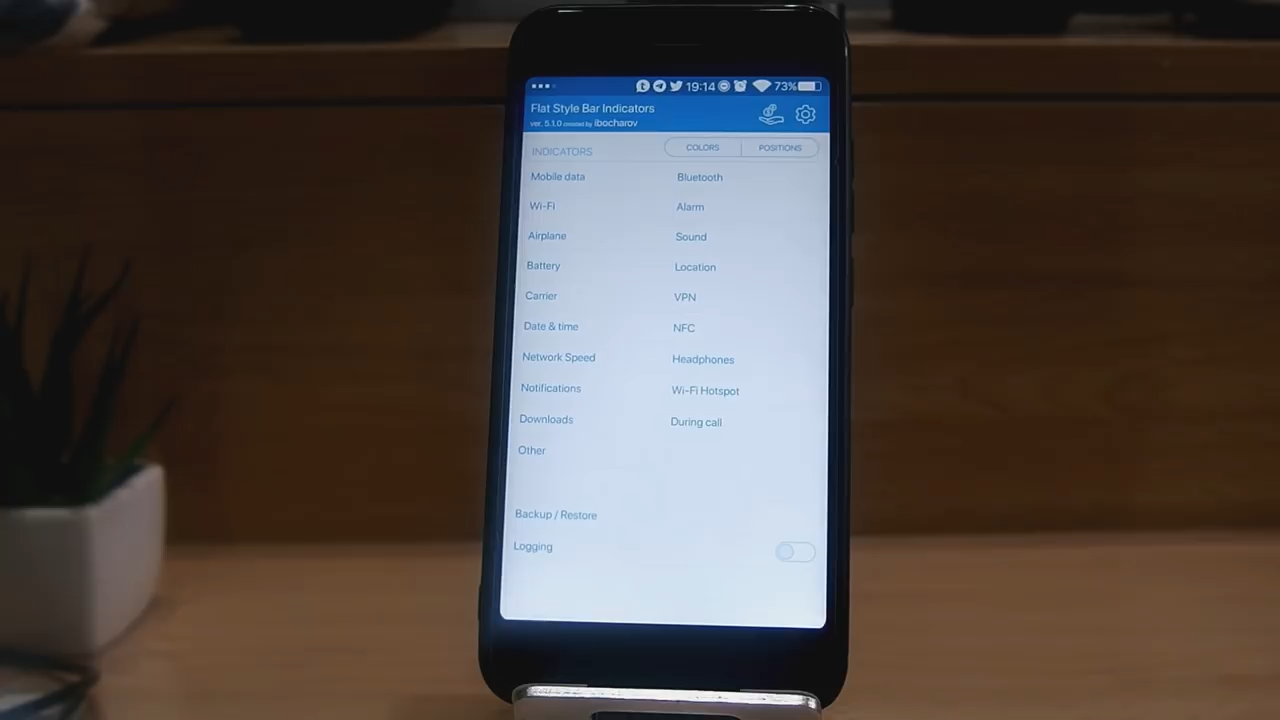 19:14 73%
Flat Style Bar Indicators
ver. 5.1.0 created by ibocharov
INDICATORS COLORS POSITIONS
Mobile data Bluetooth
Wi-Fi Alarm
Airplane Sound
Battery Location
Carrier VPN
Date & time NFC
Network Speed Headphones
Notifications Wi-Fi Hotspot
Downloads During call
Other
Backup / Restore
Logging